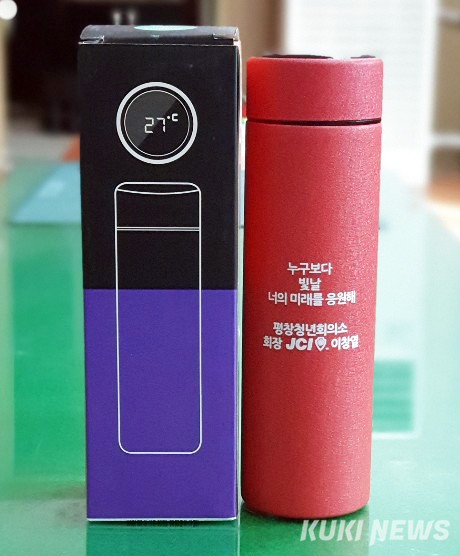 27°C
누구보다
빛날
너의 미래를 응원해
평창청년회의소
회장 JCI 이창열
KUKI NEWS